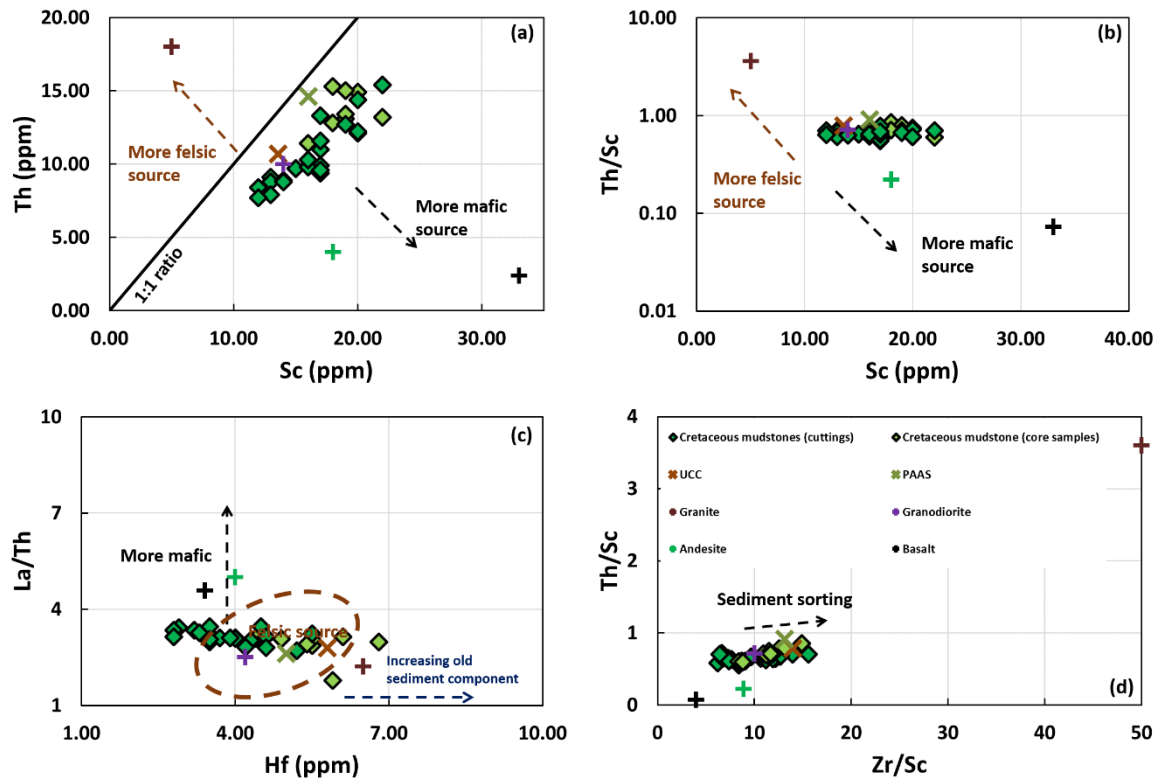 20.00
15.00
10.00
5.00
0.00
0.00
10.00
20.00
30.00
Th (ppm)
Sc (ppm)
(a)
More felsic
source
More mafic
source
1:1 ratio
10.00
1.00
0.10
0.01
0.00
10.00
20.00
30.00
40.00
Th/Sc
Sc (ppm)
(b)
More felsic
source
More mafic
source
10
7
4
1
1.00
4.00
7.00
10.00
La/Th
Hf (ppm)
(c)
More mafic
Felsic source
Increasing old
sediment component
4
3
2
1
0
0
10
20
30
40
50
Th/Sc
Zr/Sc
Cretaceous mudstones (cuttings)
Cretaceous mudstone (core samples)
UCC
PAAS
Granite
Granodiorite
Andesite
Basalt
Sediment sorting
(d)